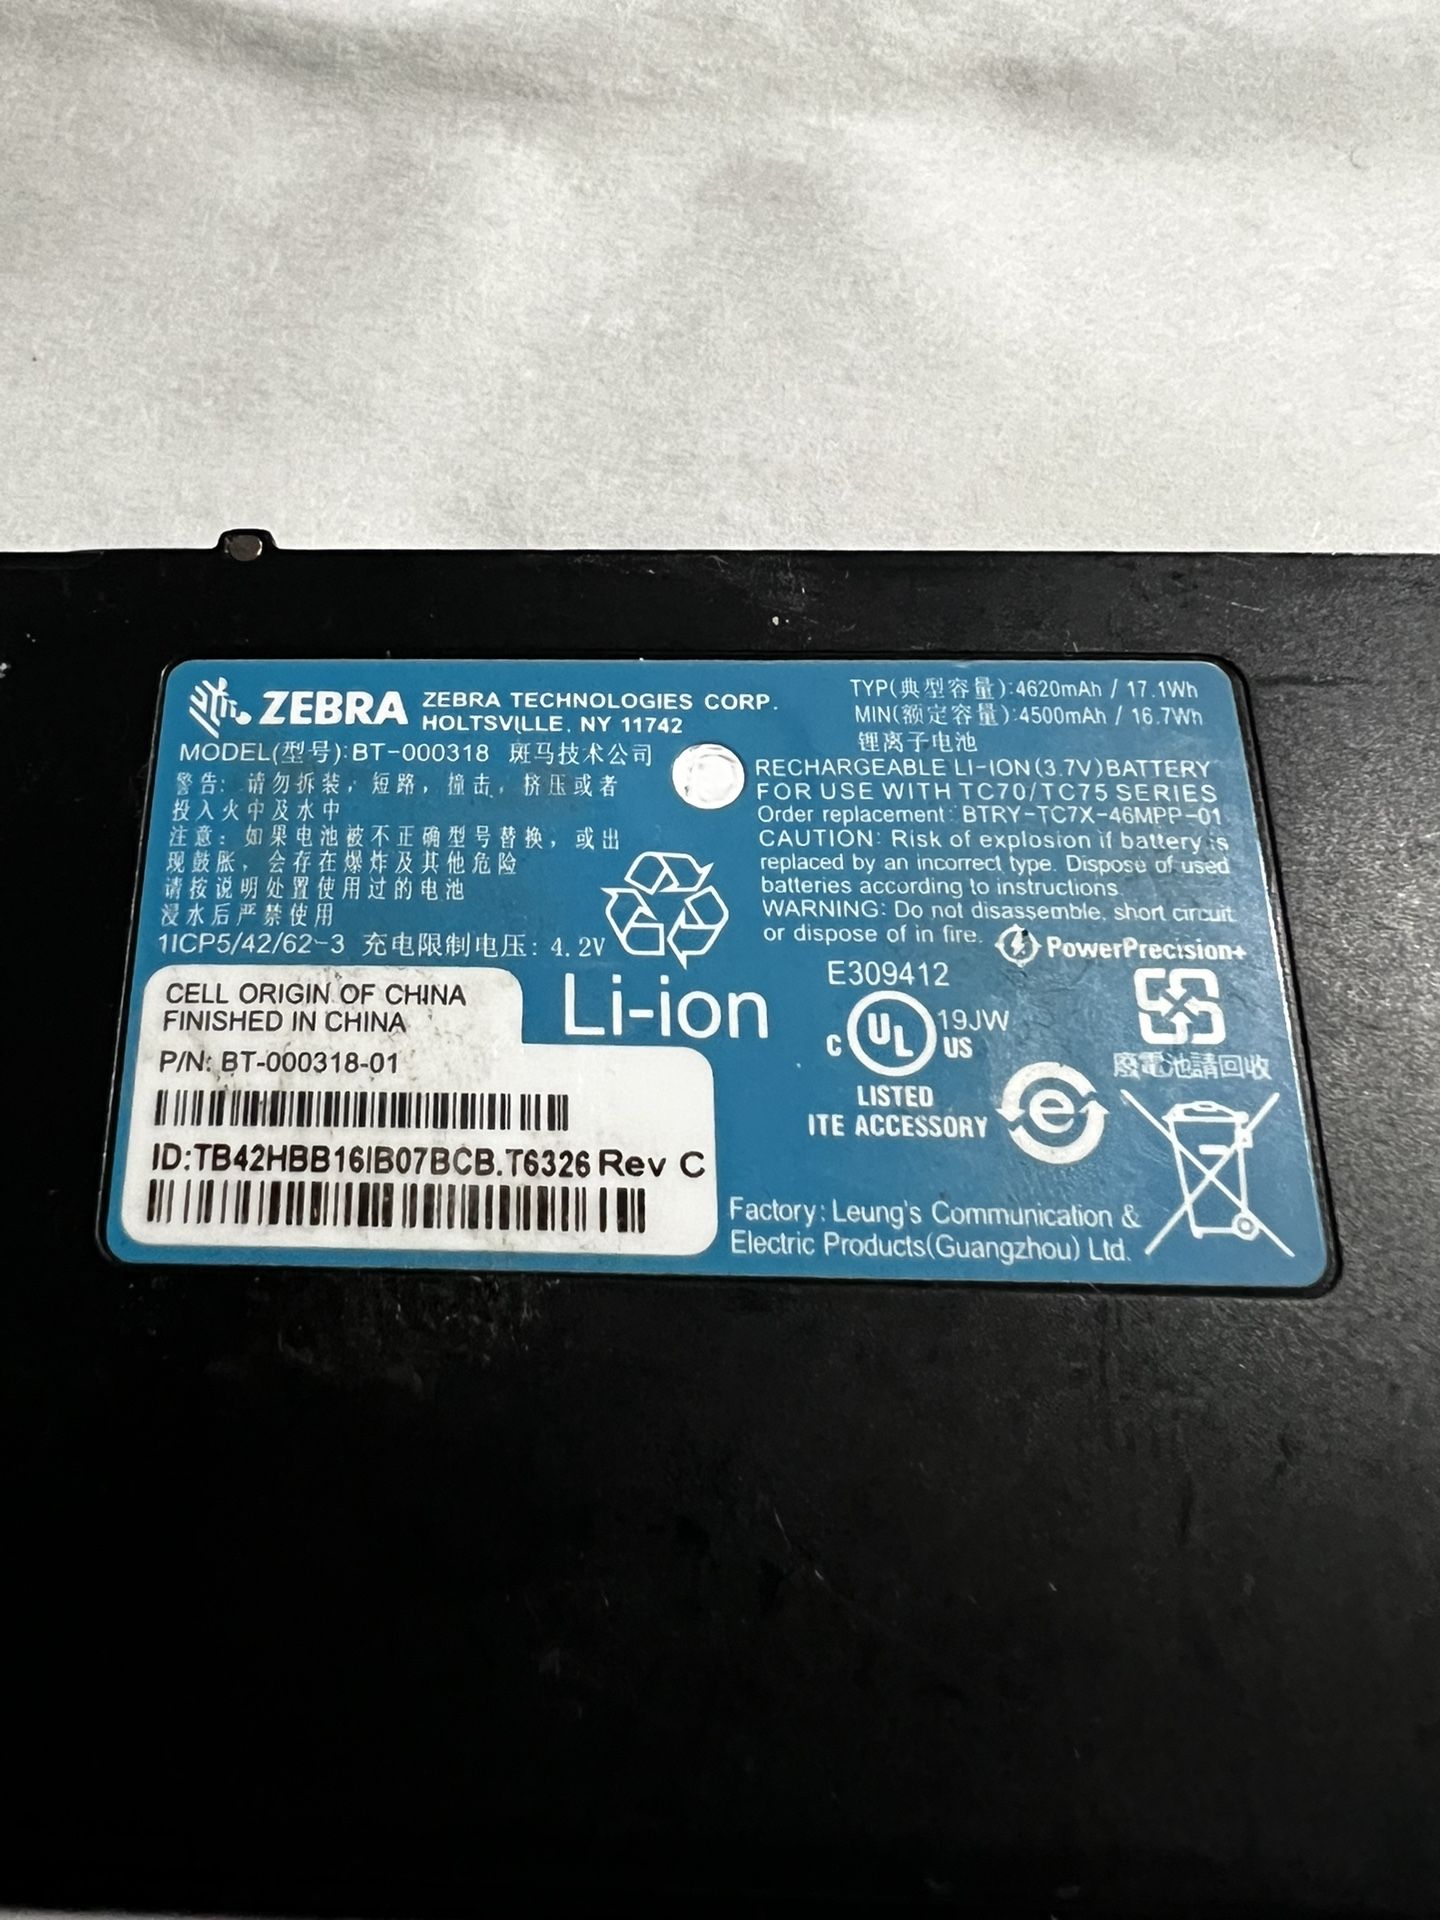 ZEBRA ZEBRA TECHNOLOGIES CORP.
HOLTSVILLE, NY 11742
MODEL(型号):BT-000318 斑马技术公司
警告: 请勿拆装，短路，撞击，挤压或者
投入火中及水中
注意: 如果电池被不正确型号替换，或出
现鼓胀，会存在爆炸及其他危险
请按说明处置使用过的电池
浸水后严禁使用
1ICP5/42/62-3 充电限制电压: 4.2V
TYP(典型容量):4620mAh / 17.1Wh
MIN(额定容量):4500mAh / 16.7Wh
锂离子电池
RECHARGEABLE LI-ION(3.7V)BATTERY
FOR USE WITH TC70/TC75 SERIES
Order replacement: BTRY-TC7X-46MPP-01
CAUTION: Risk of explosion if battery is
replaced by an incorrect type. Dispose of used
batteries according to instructions.
WARNING: Do not disassemble, short circuit
or dispose of in fire.
PowerPrecision+
Li-ion
E309412
C UL US
19JW
LISTED
ITE ACCESSORY
e
廢電池請回收
CELL ORIGIN OF CHINA
FINISHED IN CHINA
P/N: BT-000318-01
ID:TB42HBB16IB07BCB.T6326 Rev C
Factory: Leung's Communication &
Electric Products(Guangzhou) Ltd.